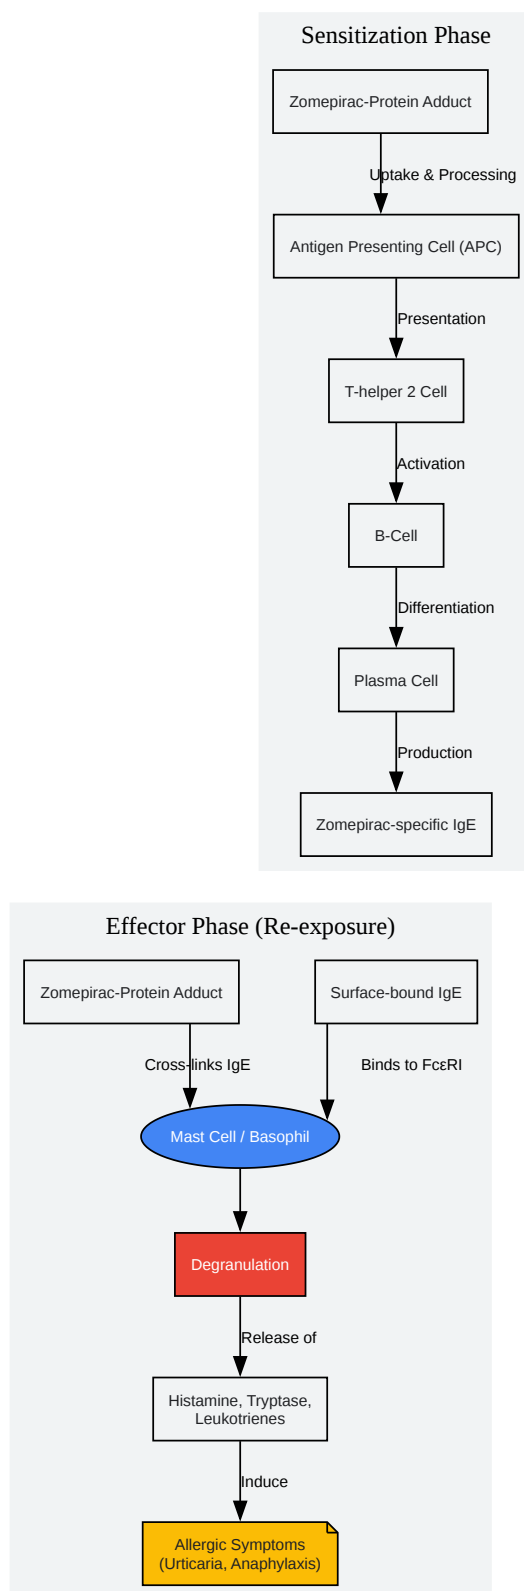 Sensitization Phase
Zomepirac-Protein Adduct
Uptake & Processing
Antigen Presenting Cell (APC)
Presentation
T-helper 2 Cell
Activation
B-Cell
Differentiation
Plasma Cell
Production
Zomepirac-specific IgE
Effector Phase (Re-exposure)
Zomepirac-Protein Adduct
Surface-bound IgE
Cross-links IgE
Binds to FcεRI
Mast Cell / Basophil
Degranulation
Release of
Histamine, Tryptase,
Leukotrienes
Induce
Allergic Symptoms
(Urticaria, Anaphylaxis)